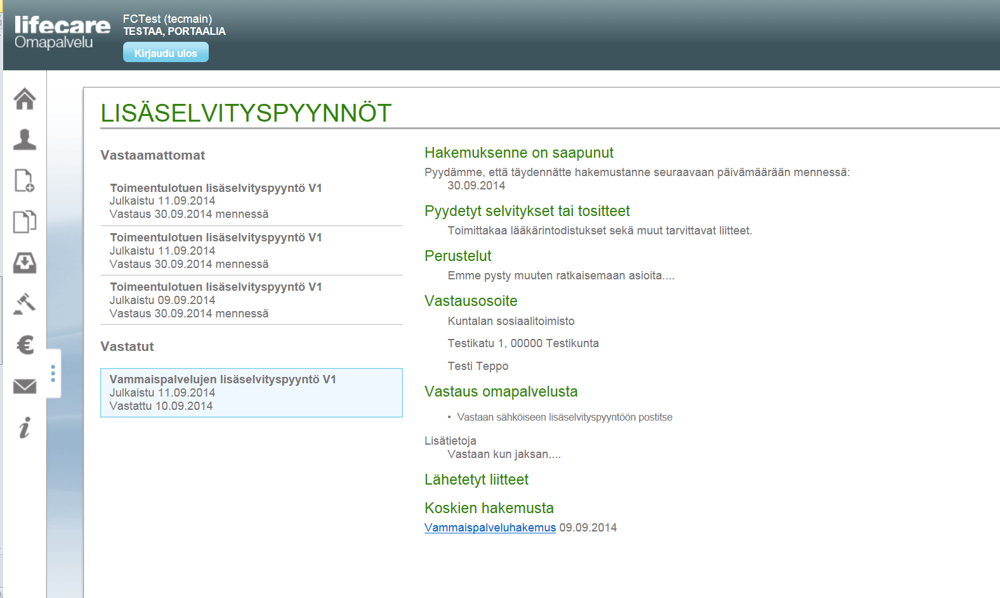 lifecare
Omapalvelu
FCTest (tecmain)
TESTAA, PORTAALIA
Kirjaudu ulos
LISÄSELVITYSPYYNNÖT
Vastaamattomat
Toimeentulotuen lisäselvityspyyntö V1
Julkaistu 11.09.2014
Vastaus 30.09.2014 mennessä
Toimeentulotuen lisäselvityspyyntö V1
Julkaistu 11.09.2014
Vastaus 30.09.2014 mennessä
Toimeentulotuen lisäselvityspyyntö V1
Julkaistu 09.09.2014
Vastaus 30.09.2014 mennessä
Vastatut
Vammaispalvelujen lisäselvityspyyntö V1
Julkaistu 11.09.2014
Vastattu 10.09.2014
Hakemuksenne on saapunut
Pyydämme, että täydennätte hakemustanne seuraavaan päivämäärään mennessä:
30.09.2014
Pyydetyt selvitykset tai tositteet
Toimittakaa lääkärintodistukset sekä muut tarvittavat liitteet.
Perustelut
Emme pysty muuten ratkaisemaan asioita....
Vastausosoite
Kuntalan sosiaalitoimisto
Testikatu 1, 00000 Testikunta
Testi Teppo
Vastaus omapalvelusta
• Vastaan sähköiseen lisäselvityspyyntöön postitse
Lisätietoja
Vastaan kun jaksan....
Lähetetyt liitteet
Koskien hakemusta
Vammaispalveluhakemus 09.09.2014